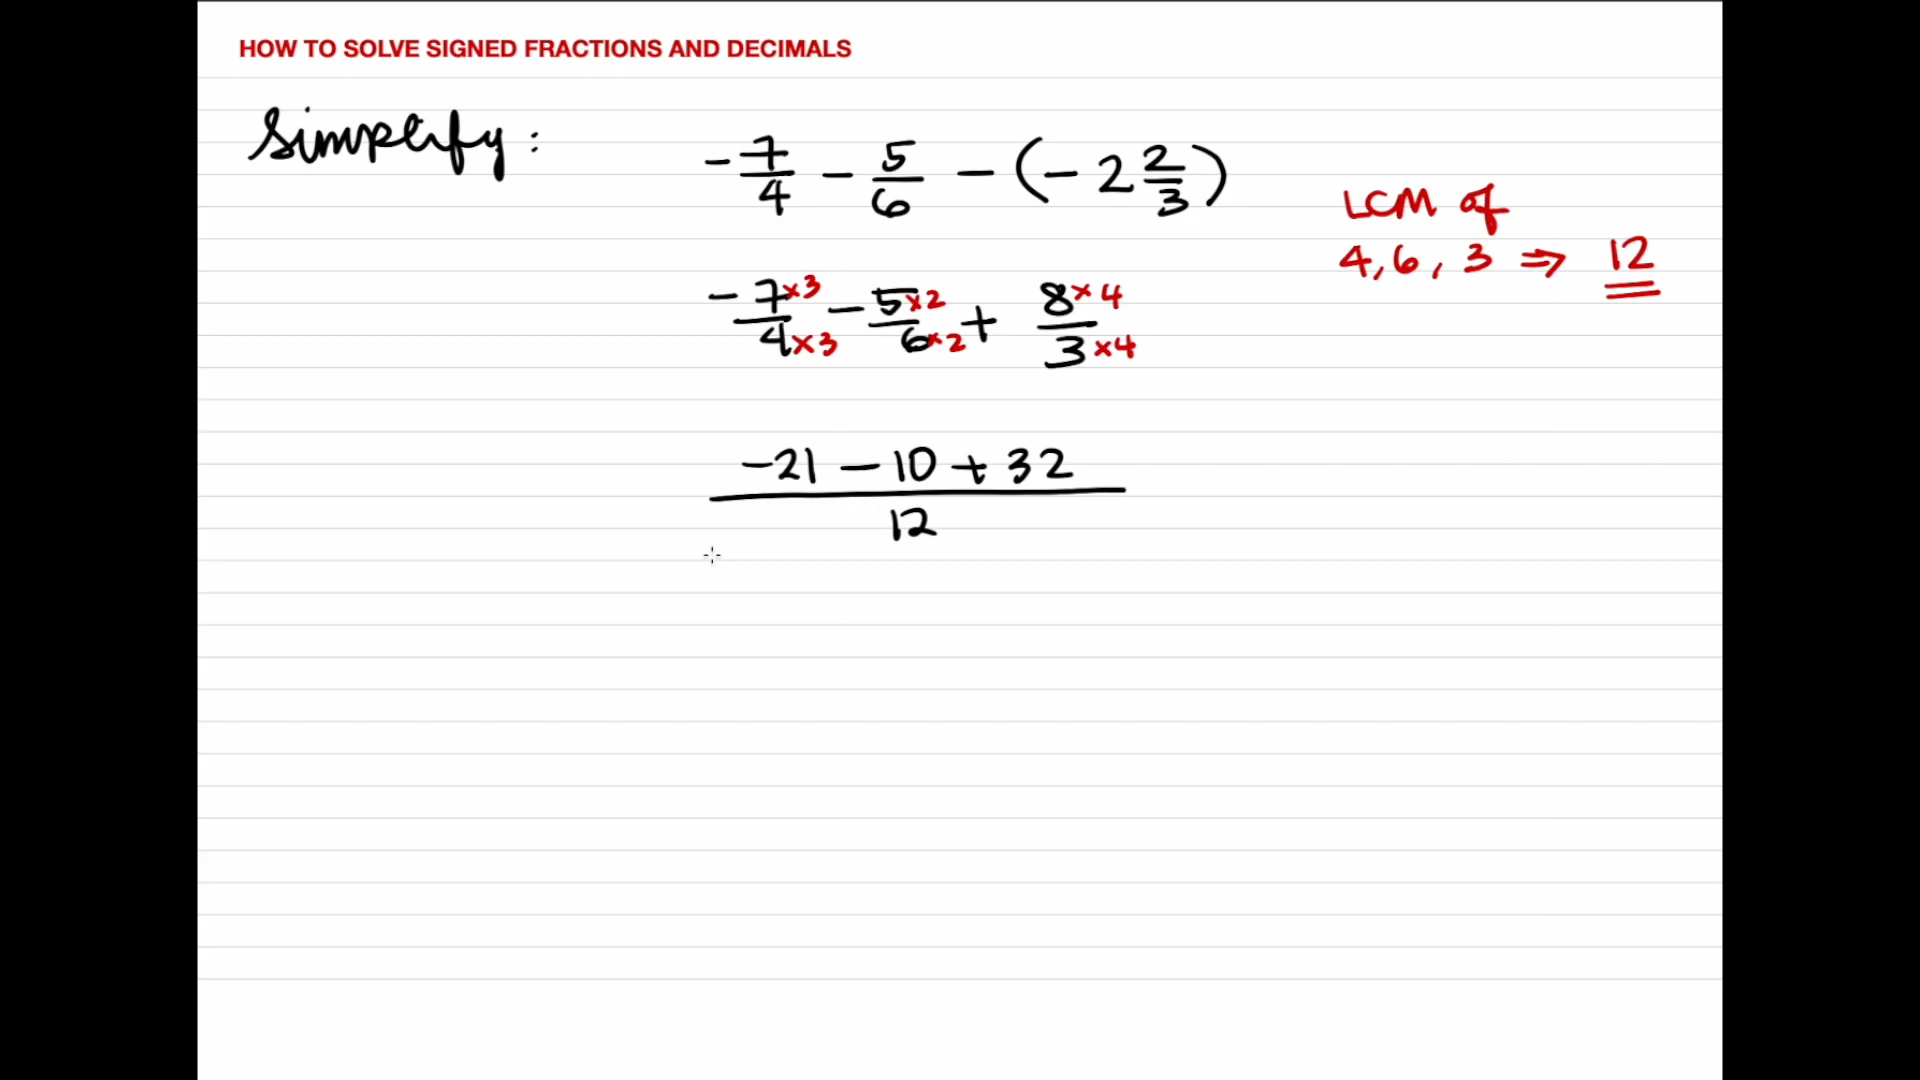 HOW TO SOLVE SIGNED FRACTIONS AND DECIMALS
Simplify: -7/4 - 5/6 - (-2 2/3)
LCM of
4, 6, 3 ⇒ 12
-7×3/4×3 - 5×2/6×2 + 8×4/3×4
-21 - 10 + 32
12